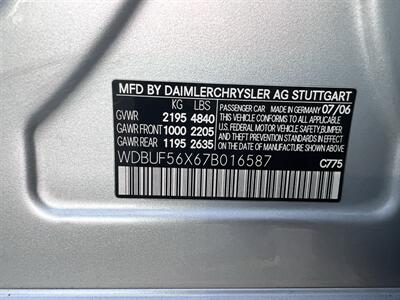 MFD BY DAIMLERCHRYSLER AG STUTTGART
KG LBS PASSENGER CAR MADE IN GERMANY 07/06
GVWR 2195 4840 THIS VEHICLE CONFORMS TO ALL APPLICABLE
GAWR FRONT 1000 2205 U.S. FEDERAL MOTOR VEHICLE SAFETY, BUMPER
GAWR REAR 1195 2635 AND THEFT PREVENTION STANDARDS IN EFFECT
ON THE DATE OF MANUFACTURE SHOWN ABOVE.
WDBUF56X67B016587
C775